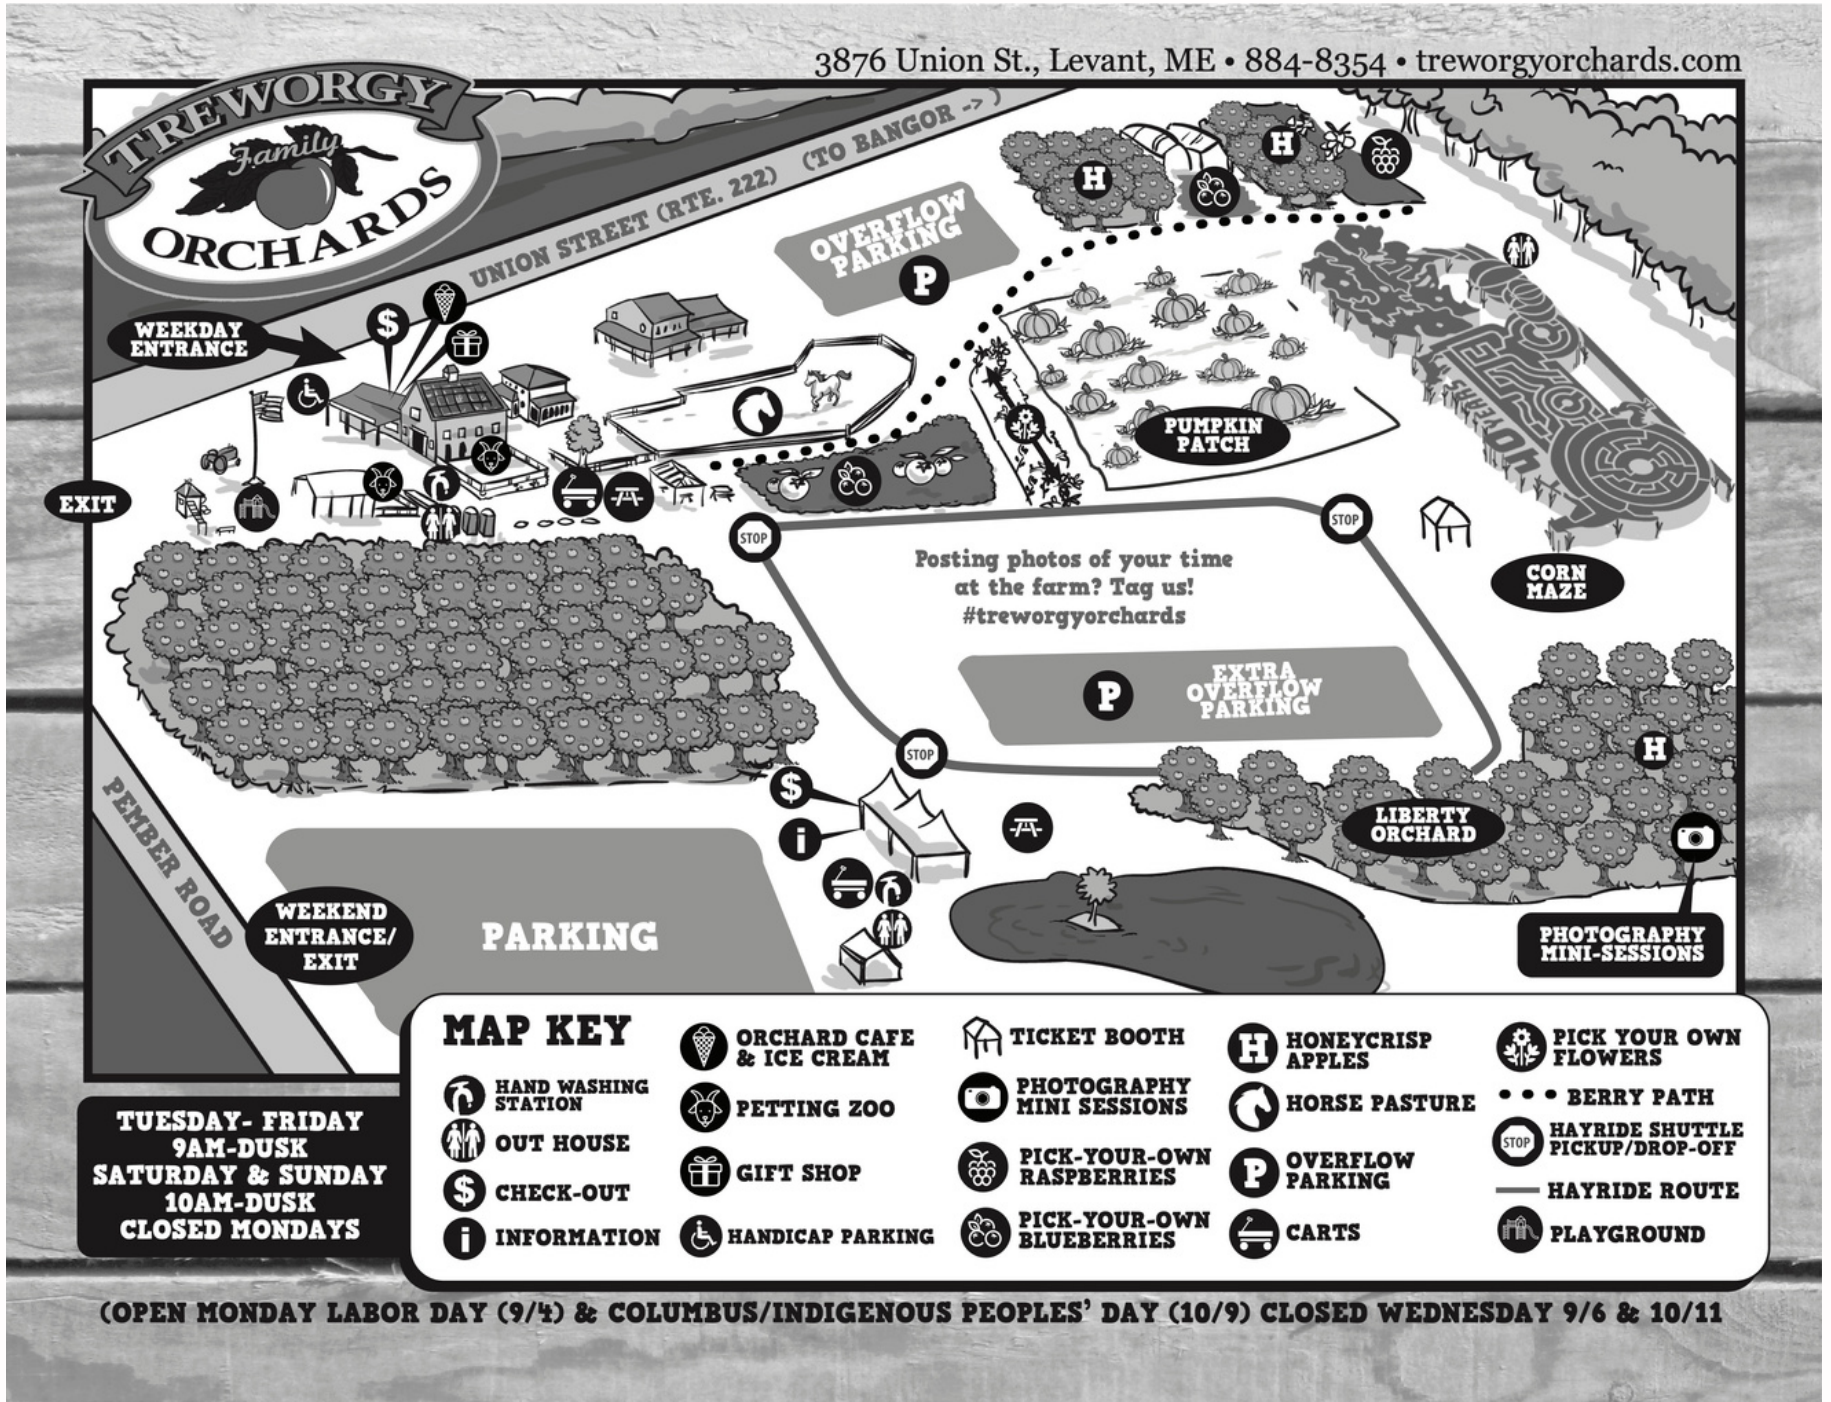 3876 Union St., Levant, ME • 884-8354 • treworgyorchards.com
TREWORGY
Family
ORCHARDS
UNION STREET (RTE. 222) (TO BANGOR -> )
OVERFLOW
PARKING
P
H
H
WEEKDAY
ENTRANCE
$
EXIT
PUMPKIN
PATCH
STOP
STOP
Posting photos of your time
at the farm? Tag us!
#treworgyorchards
CORN
MAZE
P
EXTRA
OVERFLOW
PARKING
H
STOP
$
i
LIBERTY
ORCHARD
PEMBER ROAD
WEEKEND
ENTRANCE/
EXIT
PARKING
PHOTOGRAPHY
MINI-SESSIONS
MAP KEY
HAND WASHING
STATION
OUT HOUSE
$ CHECK-OUT
i INFORMATION
ORCHARD CAFE
& ICE CREAM
PETTING ZOO
GIFT SHOP
HANDICAP PARKING
TICKET BOOTH
PHOTOGRAPHY
MINI SESSIONS
PICK-YOUR-OWN
RASPBERRIES
PICK-YOUR-OWN
BLUEBERRIES
H HONEYCRISP
APPLES
HORSE PASTURE
P OVERFLOW
PARKING
CARTS
PICK YOUR OWN
FLOWERS
BERRY PATH
STOP HAYRIDE SHUTTLE
PICKUP/DROP-OFF
HAYRIDE ROUTE
PLAYGROUND
TUESDAY- FRIDAY
9AM-DUSK
SATURDAY & SUNDAY
10AM-DUSK
CLOSED MONDAYS
(OPEN MONDAY LABOR DAY (9/4) & COLUMBUS/INDIGENOUS PEOPLES' DAY (10/9) CLOSED WEDNESDAY 9/6 & 10/11